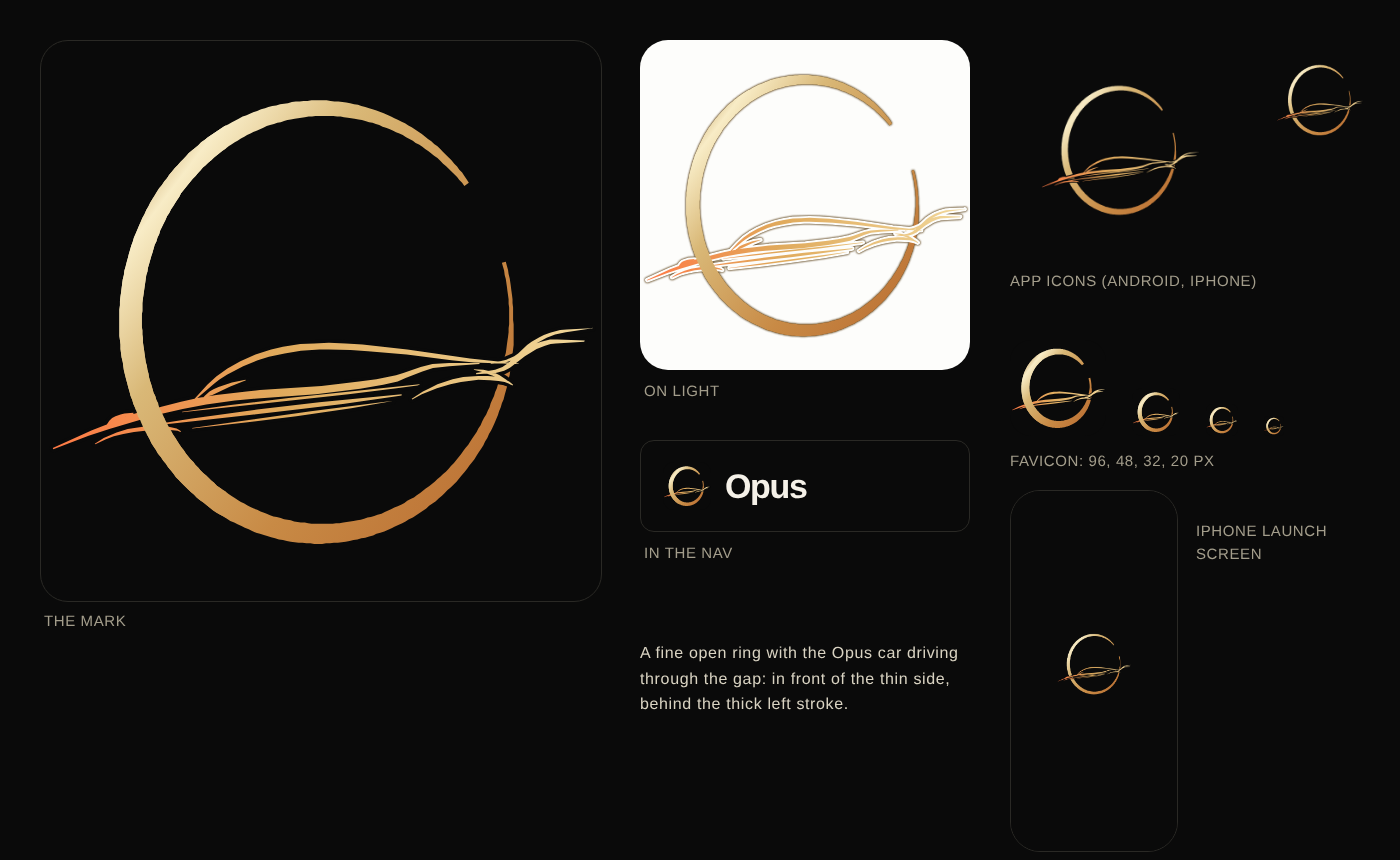 THE MARK
ON LIGHT
Opus
IN THE NAV
A fine open ring with the Opus car driving
through the gap: in front of the thin side,
behind the thick left stroke.
APP ICONS (ANDROID, IPHONE)
FAVICON: 96, 48, 32, 20 PX
IPHONE LAUNCH
SCREEN